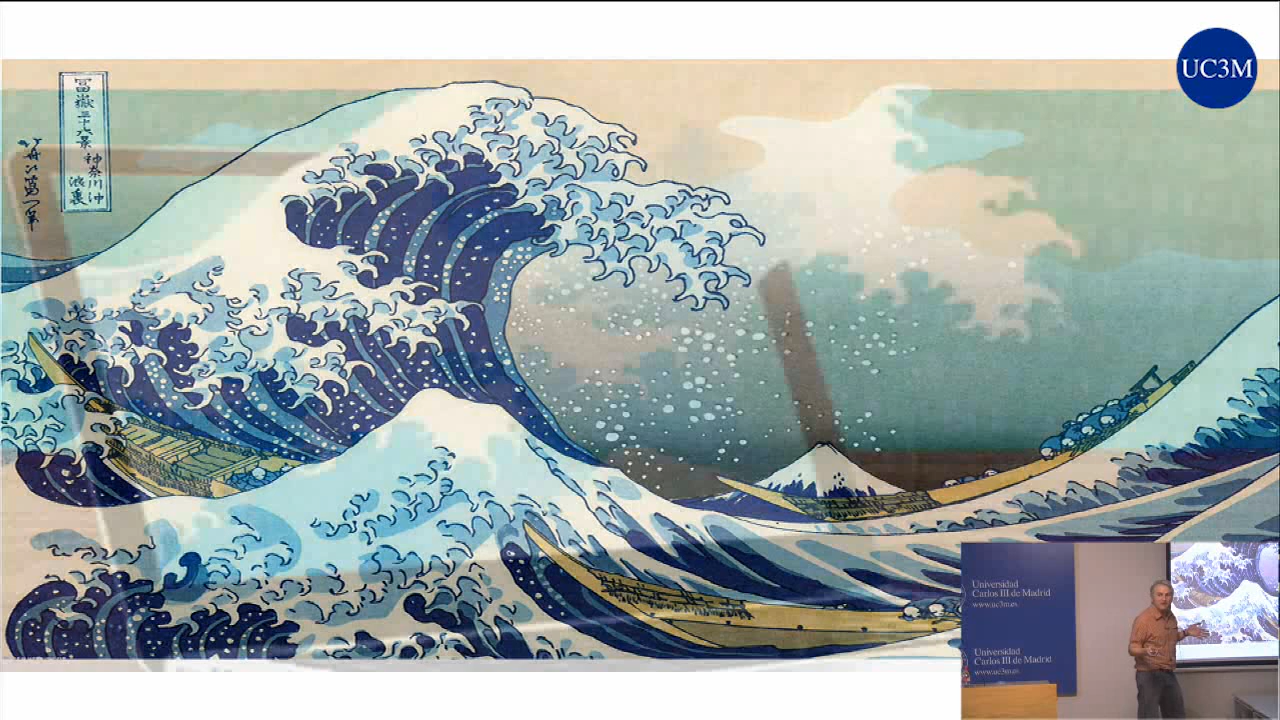 冨嶽三十六景
神奈川沖
浪裏
UC3M
Universidad
Carlos III de Madrid
www.uc3m.es
Universidad
Carlos III de Madrid
www.uc3m.es